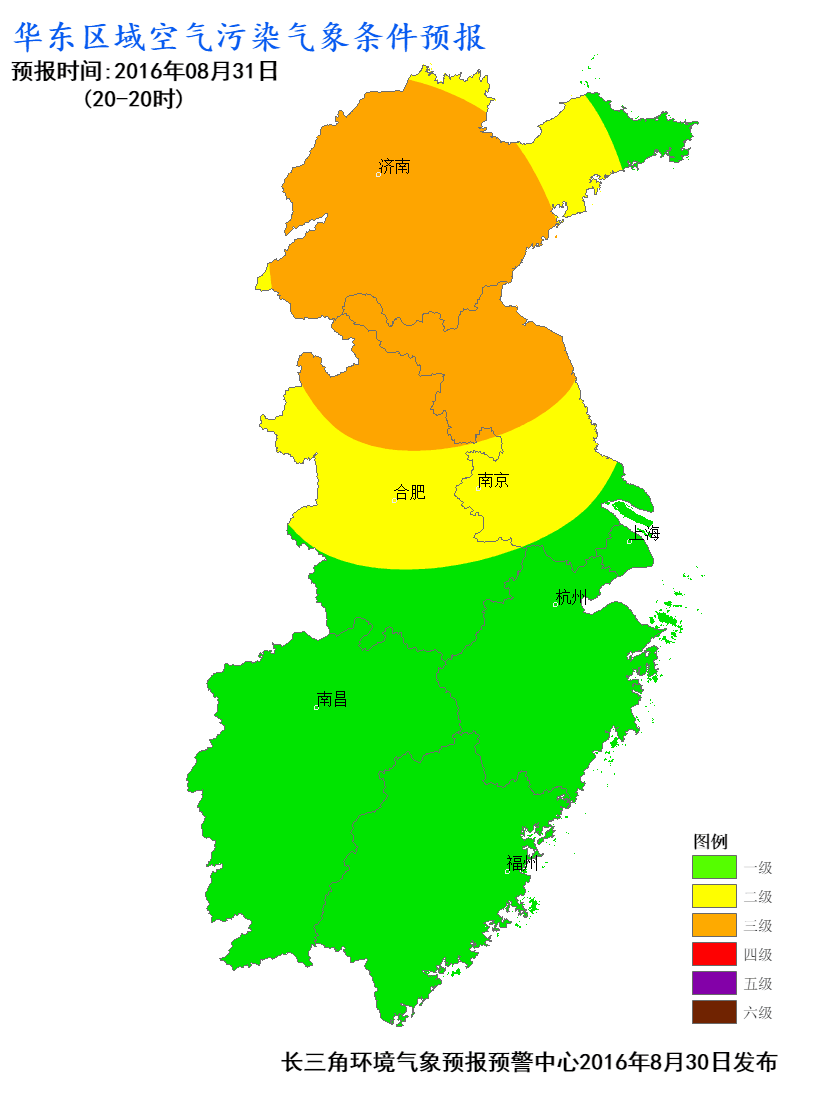 华东区域空气污染气象条件预报
预报时间:2016年08月31日
(20-20时)
济南
南京
合肥
上海
杭州
南昌
福州
图例
一级
二级
三级
四级
五级
六级
长三角环境气象预报预警中心2016年8月30日发布